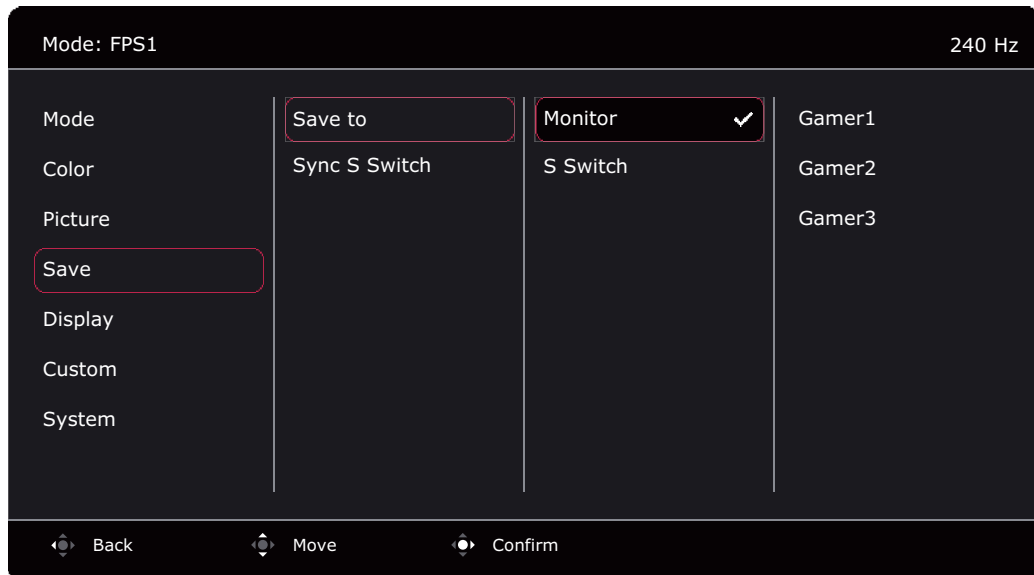 Mode: FPS1
240 Hz
Mode
Color
Picture
Save
Display
Custom
System
Save to
Sync S Switch
Monitor
S Switch
Gamer1
Gamer2
Gamer3
Back
Move
Confirm